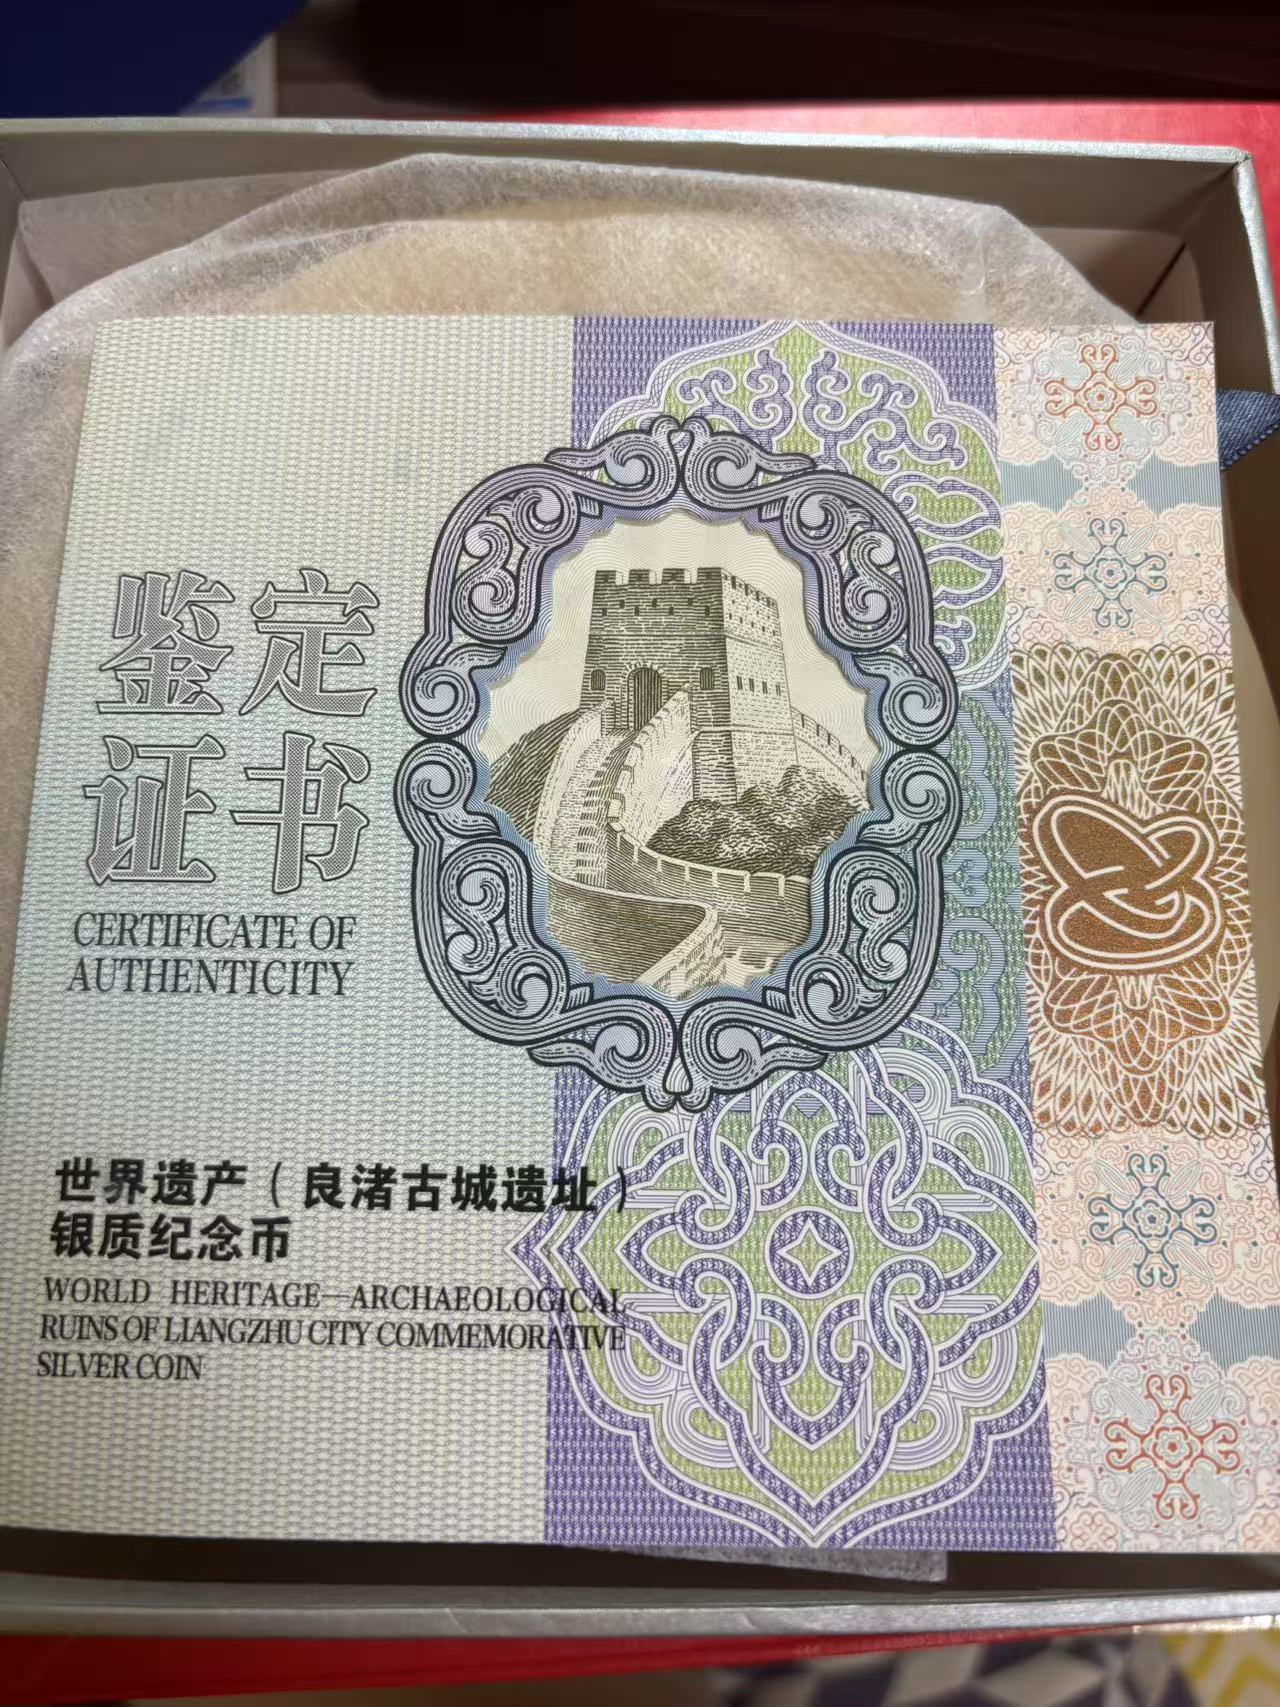 鉴定
证书
CERTIFICATE OF
AUTHENTICITY
世界遗产（良渚古城遗址）
银质纪念币
WORLD HERITAGE—ARCHAEOLOGICAL
RUINS OF LIANGZHU CITY COMMEMORATIVE
SILVER COIN